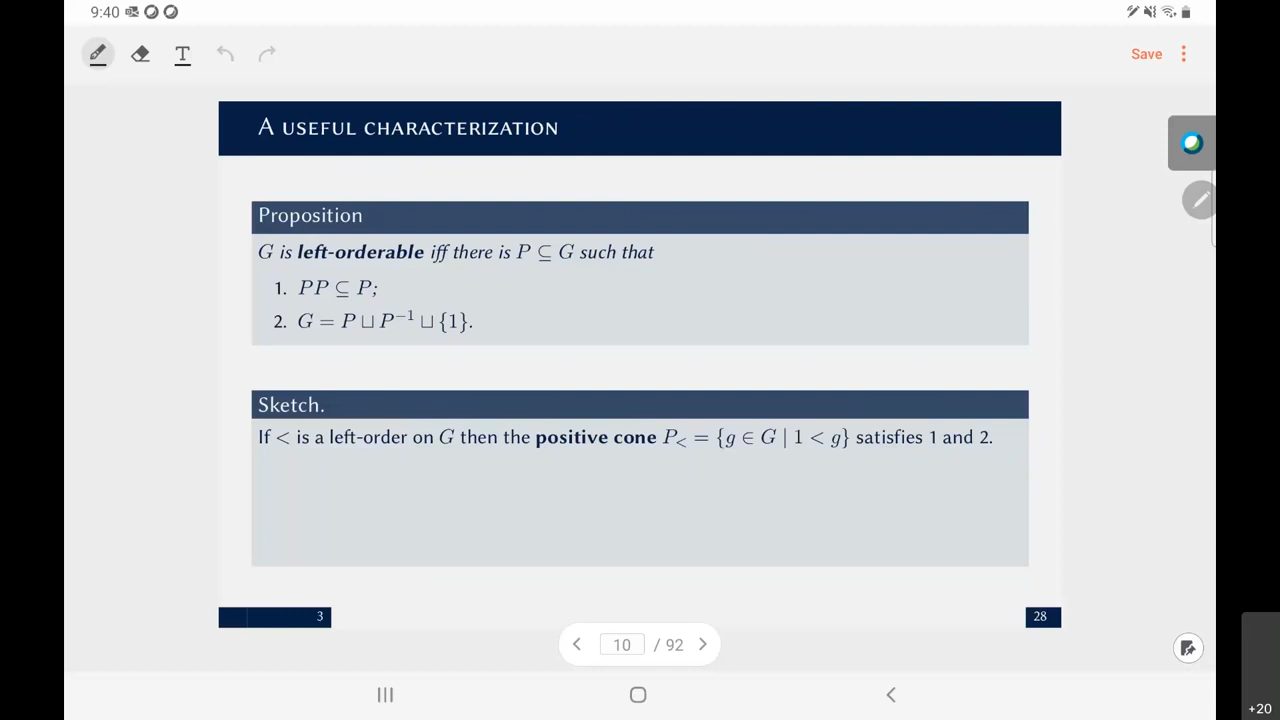 9:40
T
Save
A USEFUL CHARACTERIZATION
Proposition
G is left-orderable iff there is P ⊆ G such that
1. PP ⊆ P;
2. G = P ⊔ P⁻¹ ⊔ {1}.
Sketch.
If < is a left-order on G then the positive cone P_< = {g ∈ G | 1 < g} satisfies 1 and 2.
3
28
10 / 92
+20